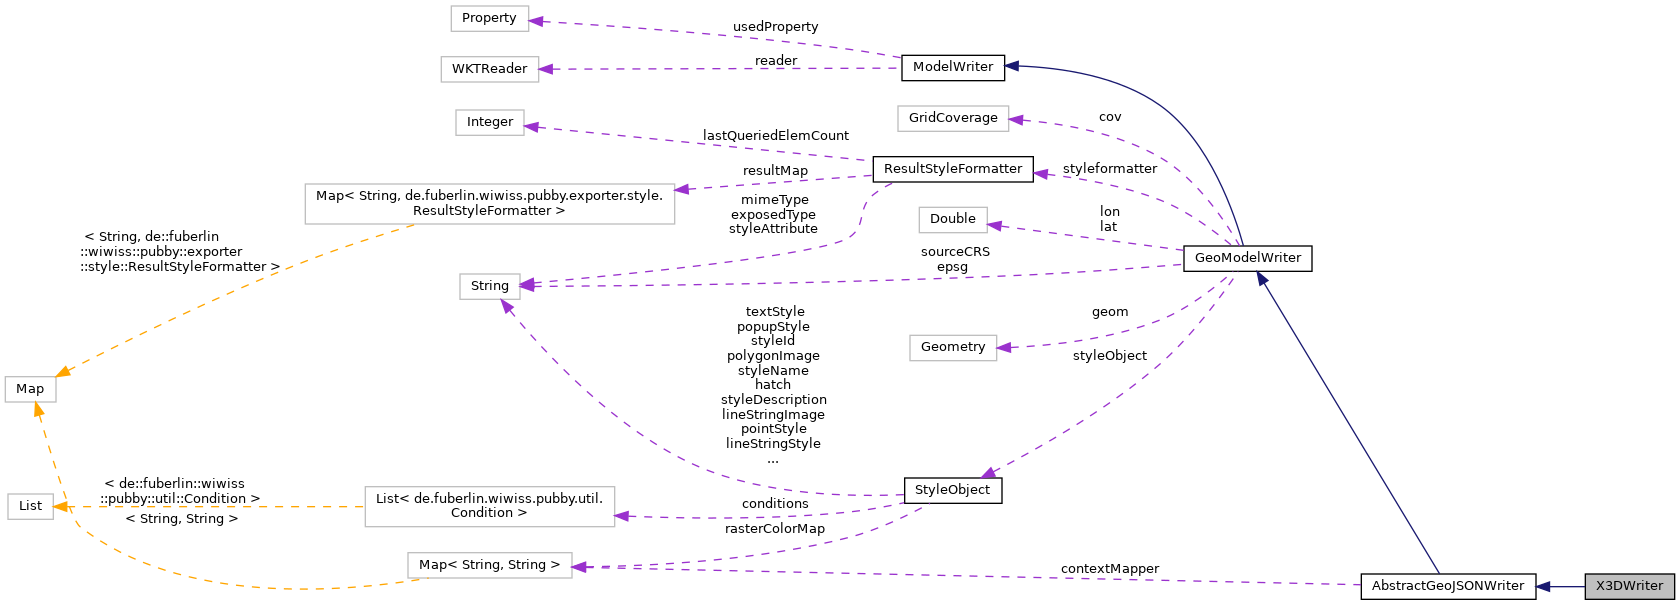 Property
usedProperty
ModelWriter
WKTReader
reader
GridCoverage
cov
Integer
lastQueriedElemCount
ResultStyleFormatter
styleformatter
resultMap
Map< String, de.fuberlin.wiwiss.pubby.exporter.style.
ResultStyleFormatter >
mimeType
exposedType
styleAttribute
Double
lon
lat
< String, de::fuberlin
::wiwiss::pubby::exporter
::style::ResultStyleFormatter >
sourceCRS
epsg
GeoModelWriter
String
textStyle
popupStyle
styleId
polygonImage
styleName
hatch
styleDescription
lineStringImage
pointStyle
lineStringStyle
...
geom
Geometry
styleObject
Map
< de::fuberlin::wiwiss
::pubby::util::Condition >
List
List< de.fuberlin.wiwiss.pubby.util.
Condition >
conditions
StyleObject
< String, String >
rasterColorMap
Map< String, String >
contextMapper
AbstractGeoJSONWriter
X3DWriter